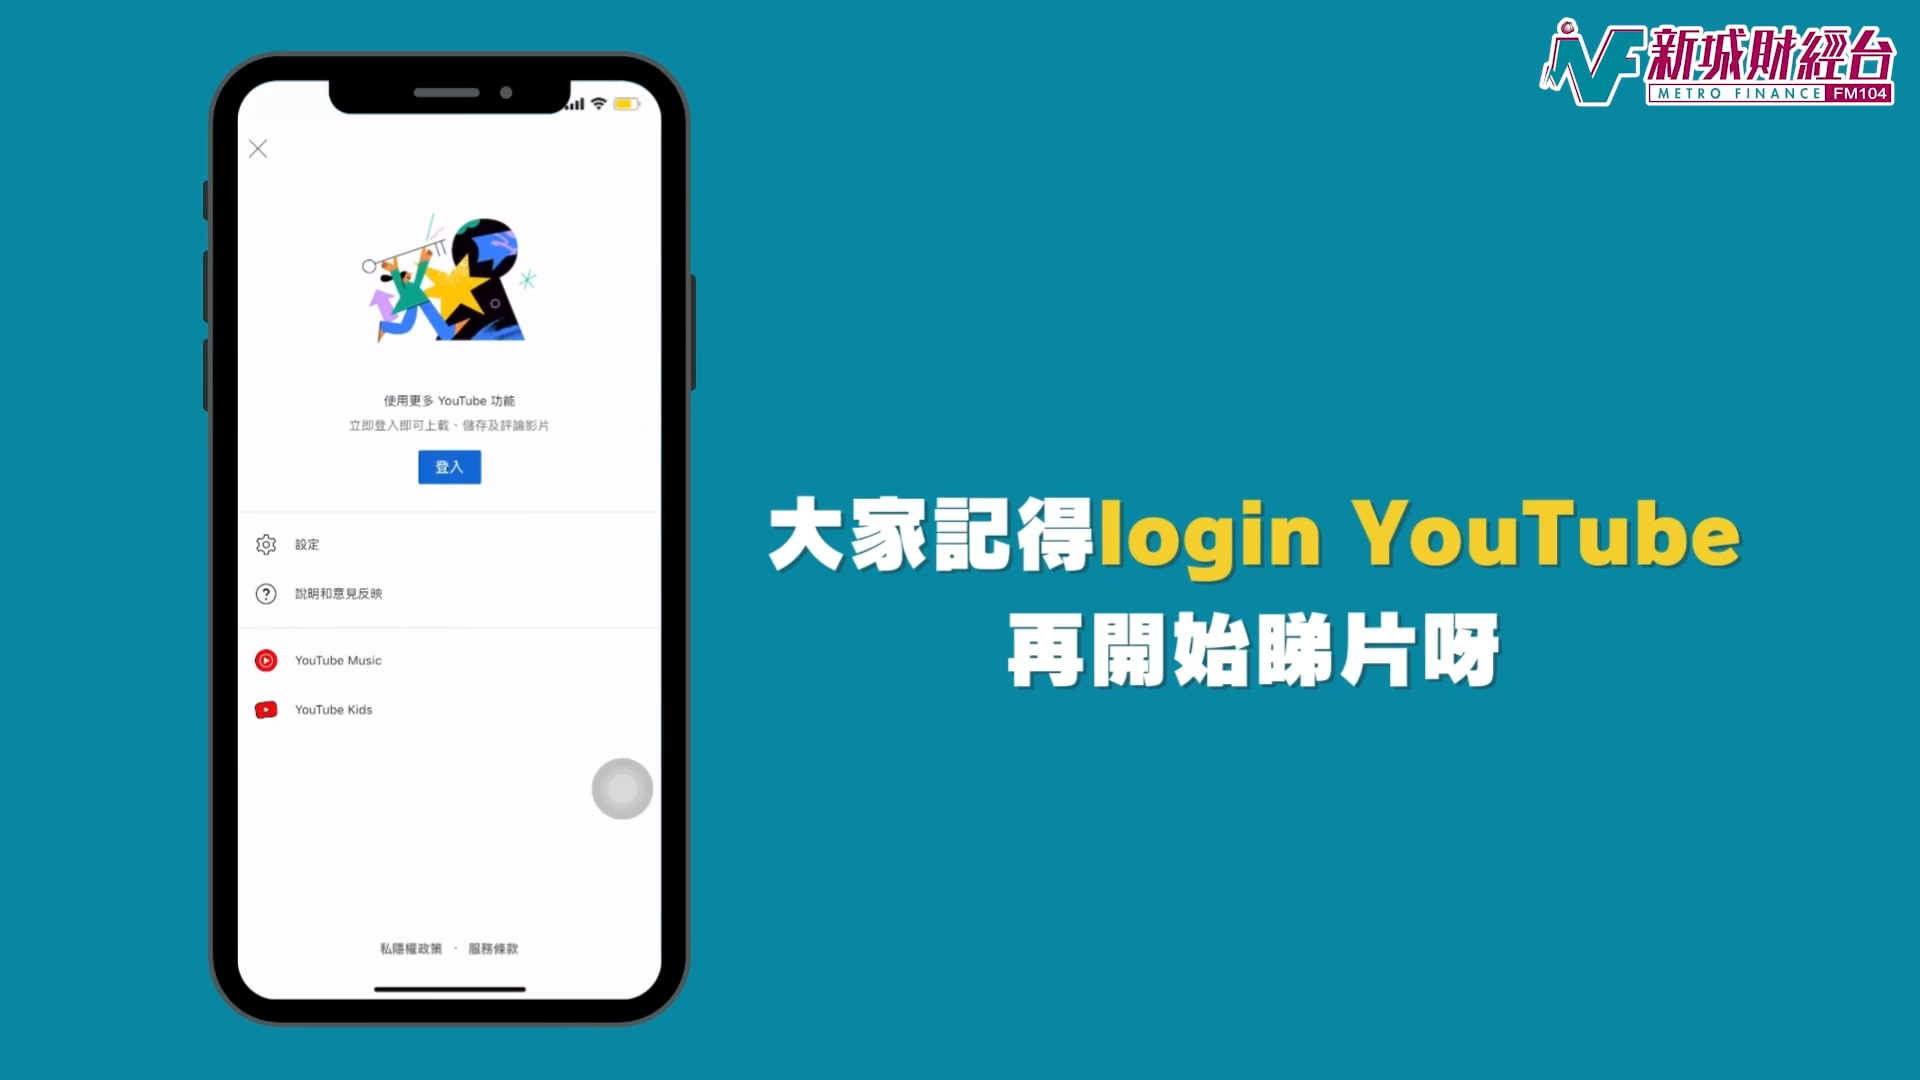 新城財經台
METRO FINANCE FM104
使用更多 YouTube 功能
立即登入即可上載、儲存及評論影片
登入
設定
說明和意見反映
YouTube Music
YouTube Kids
私隱權政策 · 服務條款
大家記得login YouTube
再開始睇片呀